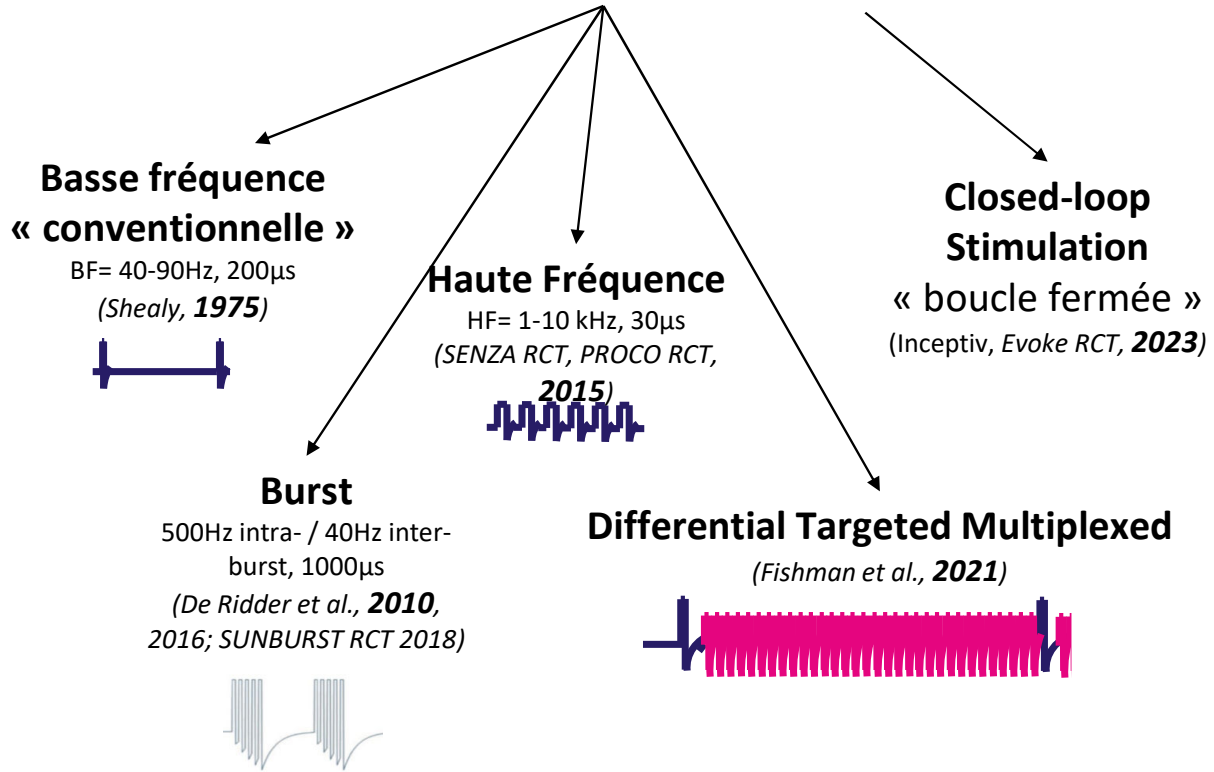 Basse fréquence
« conventionnelle »
BF= 40-90Hz, 200µs
(Shealy, 1975)
Haute Fréquence
HF= 1-10 kHz, 30µs
(SENZA RCT, PROCO RCT,
2015)
Closed-loop
Stimulation
« boucle fermée »
(Inceptiv, Evoke RCT, 2023)
Burst
500Hz intra- / 40Hz inter-
burst, 1000µs
(De Ridder et al., 2010,
2016; SUNBURST RCT 2018)
Differential Targeted Multiplexed
(Fishman et al., 2021)